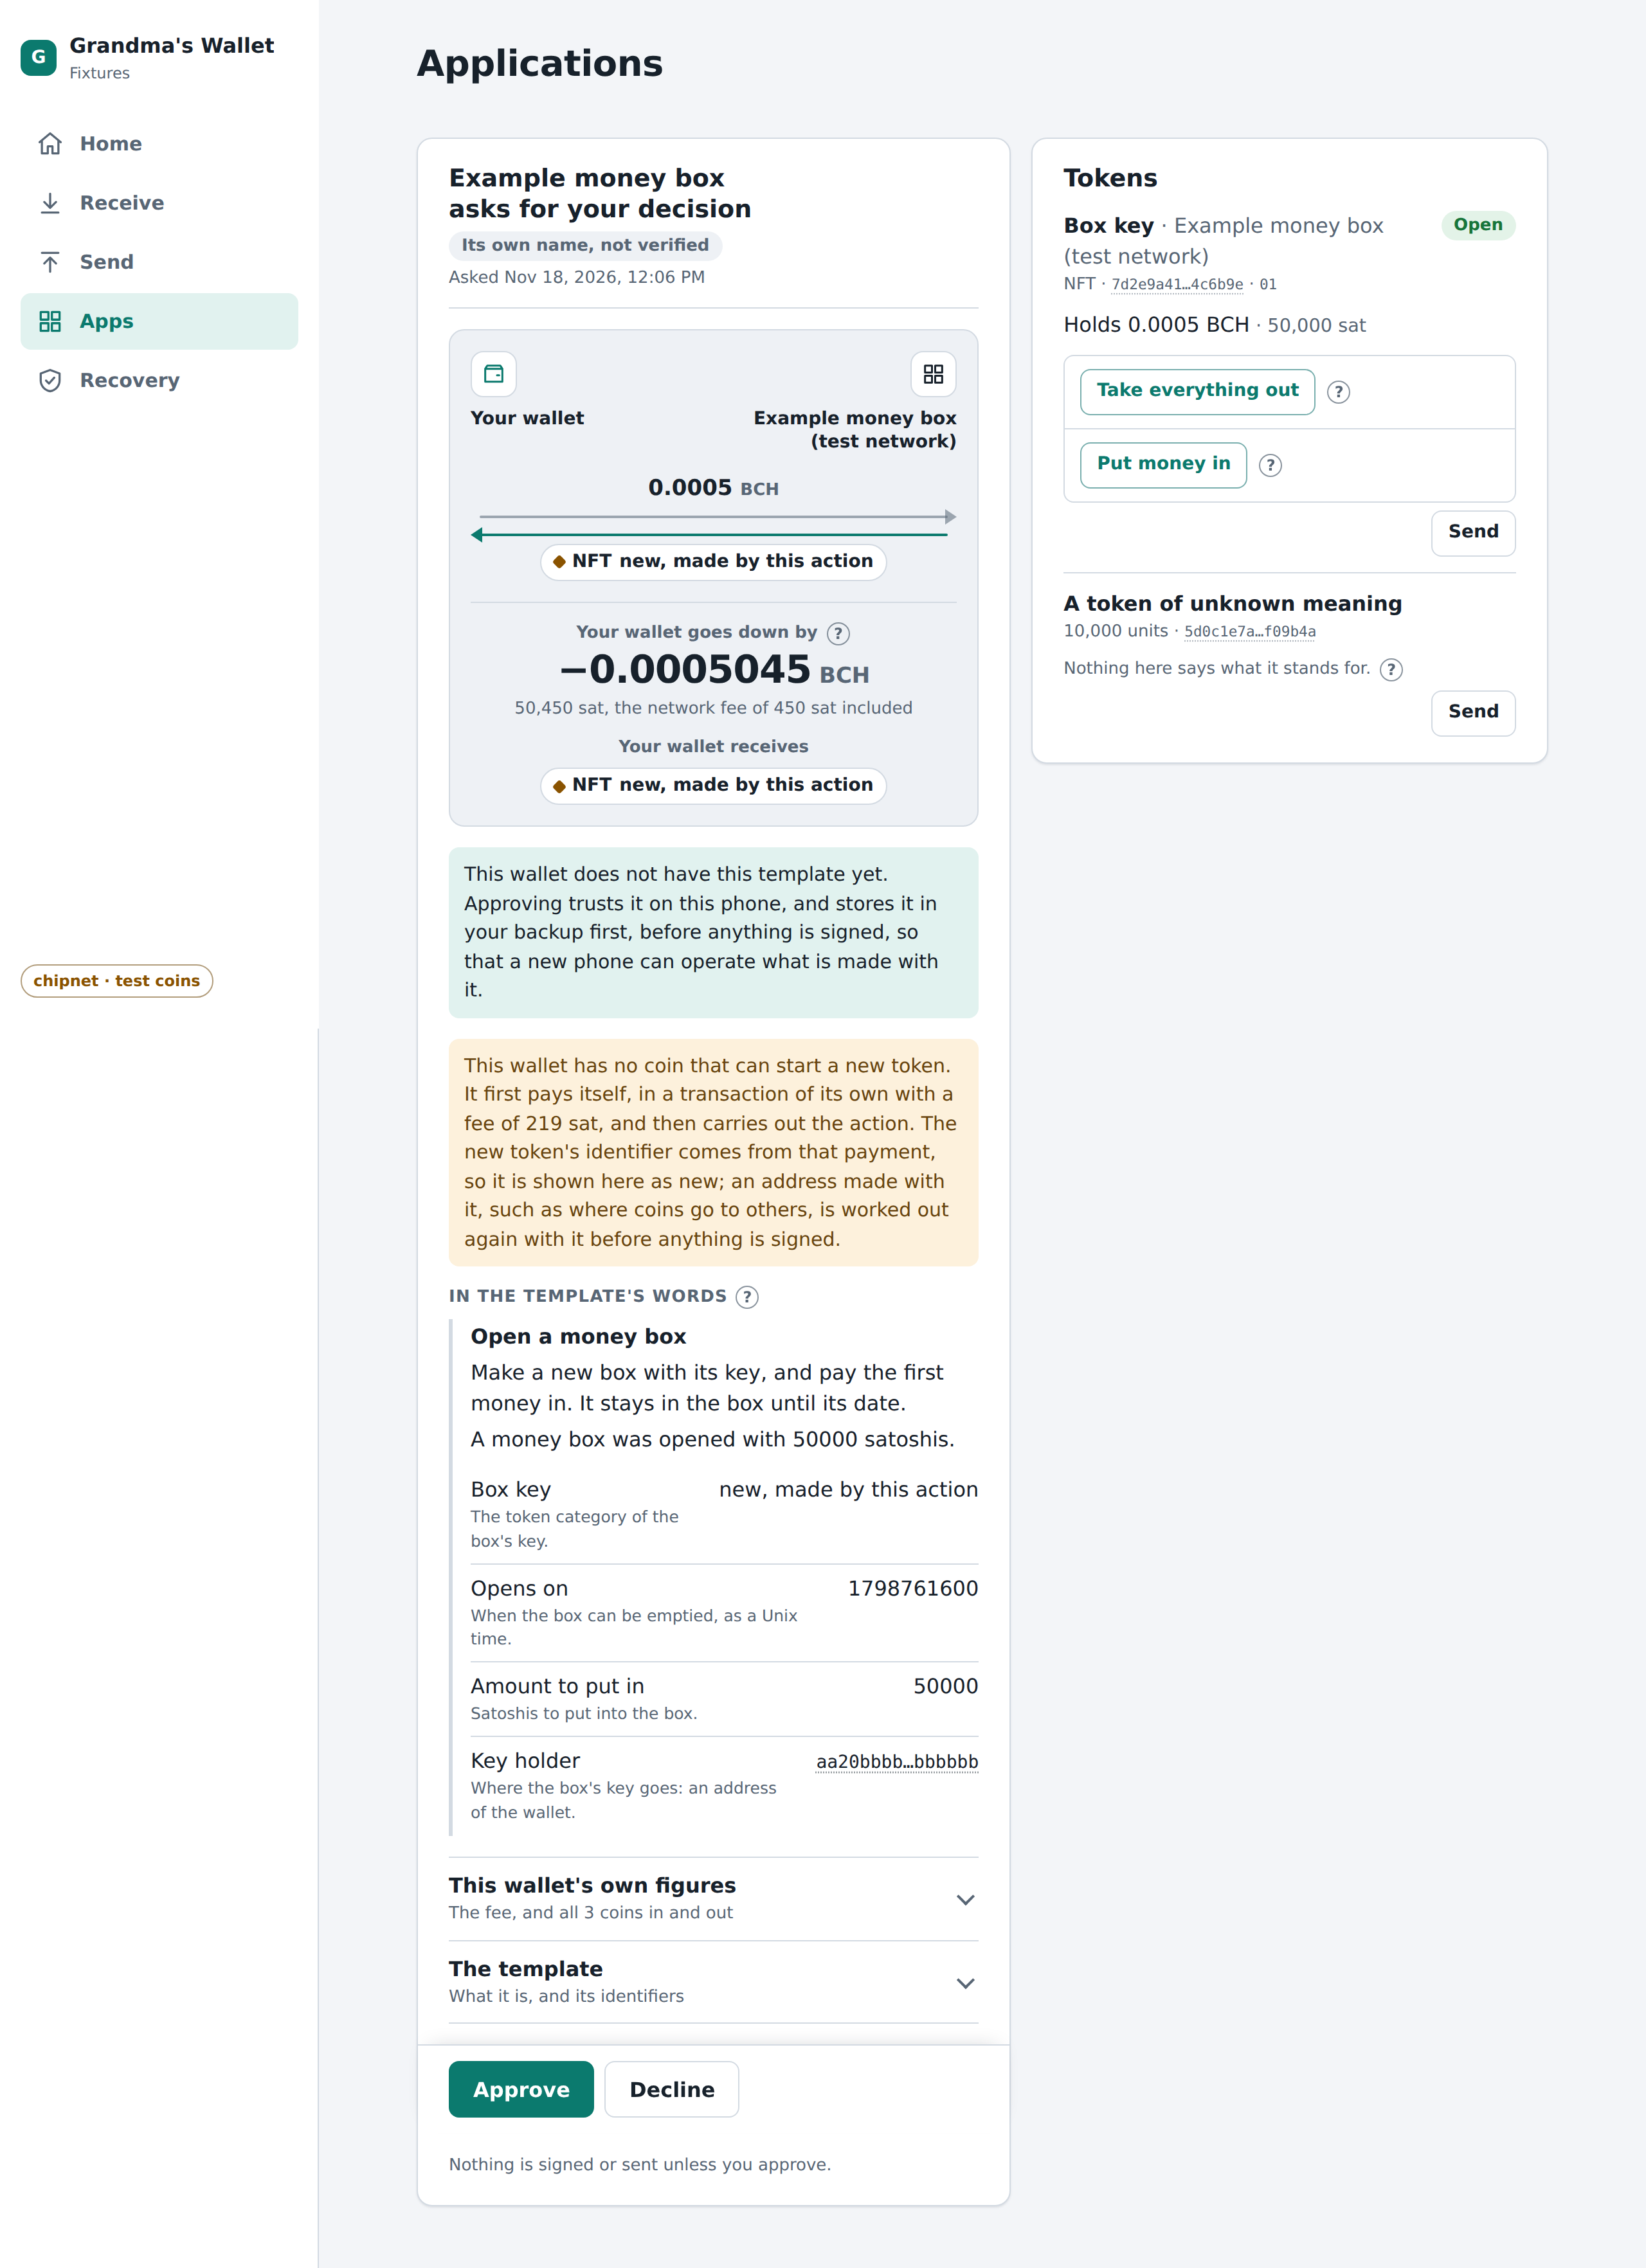 G
Grandma's Wallet
Fixtures
Home
Receive
Send
Apps
Recovery
chipnet · test coins
Applications
Example money box
asks for your decision
Its own name, not verified
Asked Nov 18, 2026, 12:06 PM
Your wallet
Example money box
(test network)
0.0005 BCH
NFT new, made by this action
Your wallet goes down by ?
−0.0005045 BCH
50,450 sat, the network fee of 450 sat included
Your wallet receives
NFT new, made by this action
This wallet does not have this template yet.
Approving trusts it on this phone, and stores it in
your backup first, before anything is signed, so
that a new phone can operate what is made with
it.
This wallet has no coin that can start a new token.
It first pays itself, in a transaction of its own with a
fee of 219 sat, and then carries out the action. The
new token's identifier comes from that payment,
so it is shown here as new; an address made with
it, such as where coins go to others, is worked out
again with it before anything is signed.
IN THE TEMPLATE'S WORDS ?
Open a money box
Make a new box with its key, and pay the first
money in. It stays in the box until its date.
A money box was opened with 50000 satoshis.
Box key new, made by this action
The token category of the
box's key.
Opens on 1798761600
When the box can be emptied, as a Unix
time.
Amount to put in 50000
Satoshis to put into the box.
Key holder aa20bbbb…bbbbbb
Where the box's key goes: an address
of the wallet.
This wallet's own figures
The fee, and all 3 coins in and out
The template
What it is, and its identifiers
Approve Decline
Nothing is signed or sent unless you approve.
Tokens
Box key · Example money box Open
(test network)
NFT · 7d2e9a41…4c6b9e · 01
Holds 0.0005 BCH · 50,000 sat
Take everything out ?
Put money in ?
Send
A token of unknown meaning
10,000 units · 5d0c1e7a…f09b4a
Nothing here says what it stands for. ?
Send